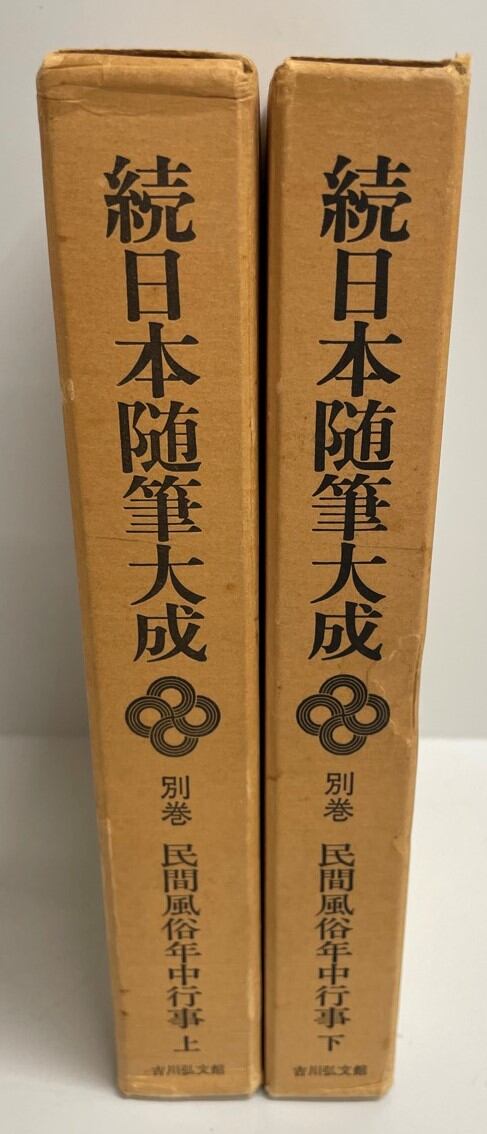 続日本随筆大成
別巻
民間風俗年中行事 上
吉川弘文館
続日本随筆大成
別巻
民間風俗年中行事 下
吉川弘文館